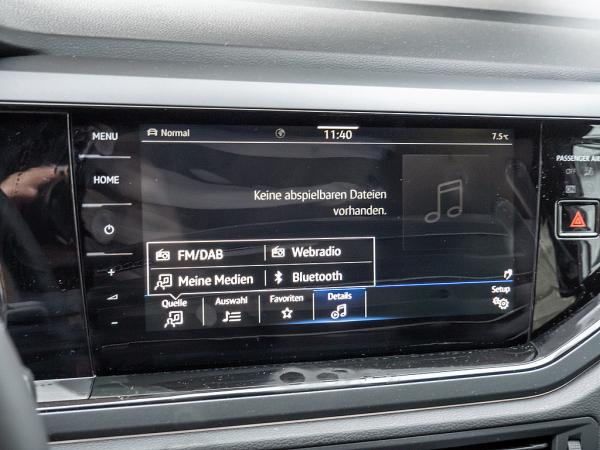 MENU
Normal
11:40
7.5°C
PASSENGER AIR
OFF
HOME
Keine abspielbaren Dateien
vorhanden.
FM/DAB
Webradio
+
Meine Medien
Bluetooth
-
Quelle
Auswahl
Favoriten
Details
Setup